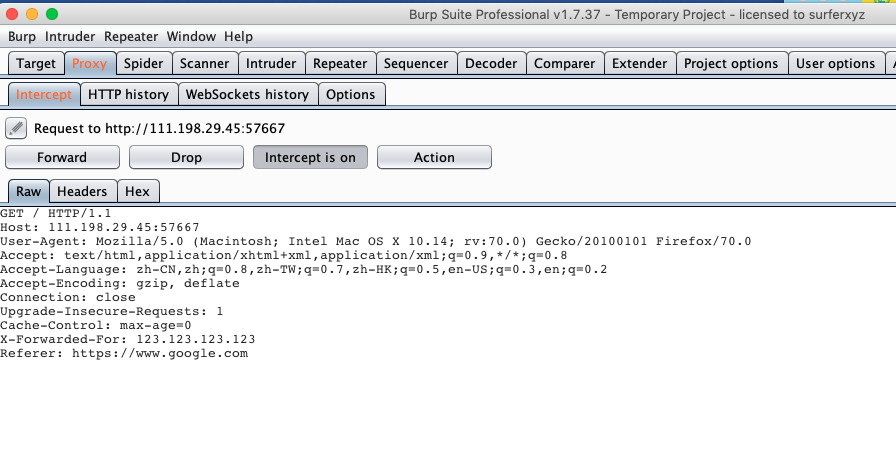 Burp Suite Professional v1.7.37 - Temporary Project - licensed to surferxyz
Burp Intruder Repeater Window Help
Target Proxy Spider Scanner Intruder Repeater Sequencer Decoder Comparer Extender Project options User options
Intercept HTTP history WebSockets history Options
Request to http://111.198.29.45:57667
Forward Drop Intercept is on Action
Raw Headers Hex
GET / HTTP/1.1
Host: 111.198.29.45:57667
User-Agent: Mozilla/5.0 (Macintosh; Intel Mac OS X 10.14; rv:70.0) Gecko/20100101 Firefox/70.0
Accept: text/html,application/xhtml+xml,application/xml;q=0.9,*/*;q=0.8
Accept-Language: zh-CN,zh;q=0.8,zh-TW;q=0.7,zh-HK;q=0.5,en-US;q=0.3,en;q=0.2
Accept-Encoding: gzip, deflate
Connection: close
Upgrade-Insecure-Requests: 1
Cache-Control: max-age=0
X-Forwarded-For: 123.123.123.123
Referer: https://www.google.com